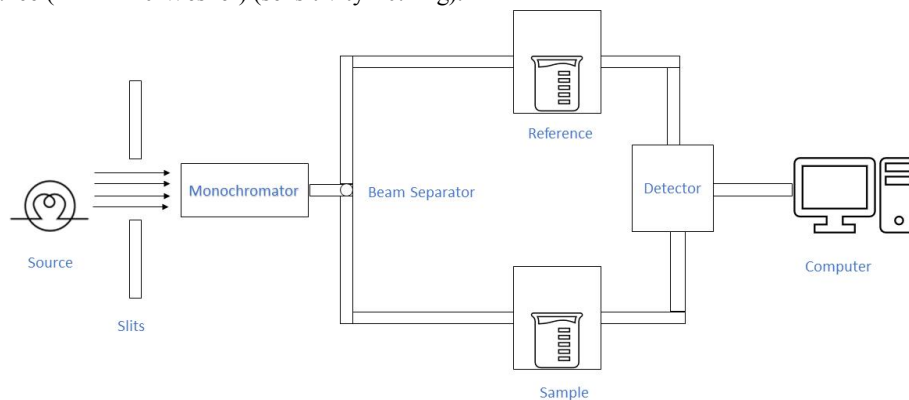 Reference
Monochromator
Beam Separator
Detector
Source
Computer
Slits
Sample